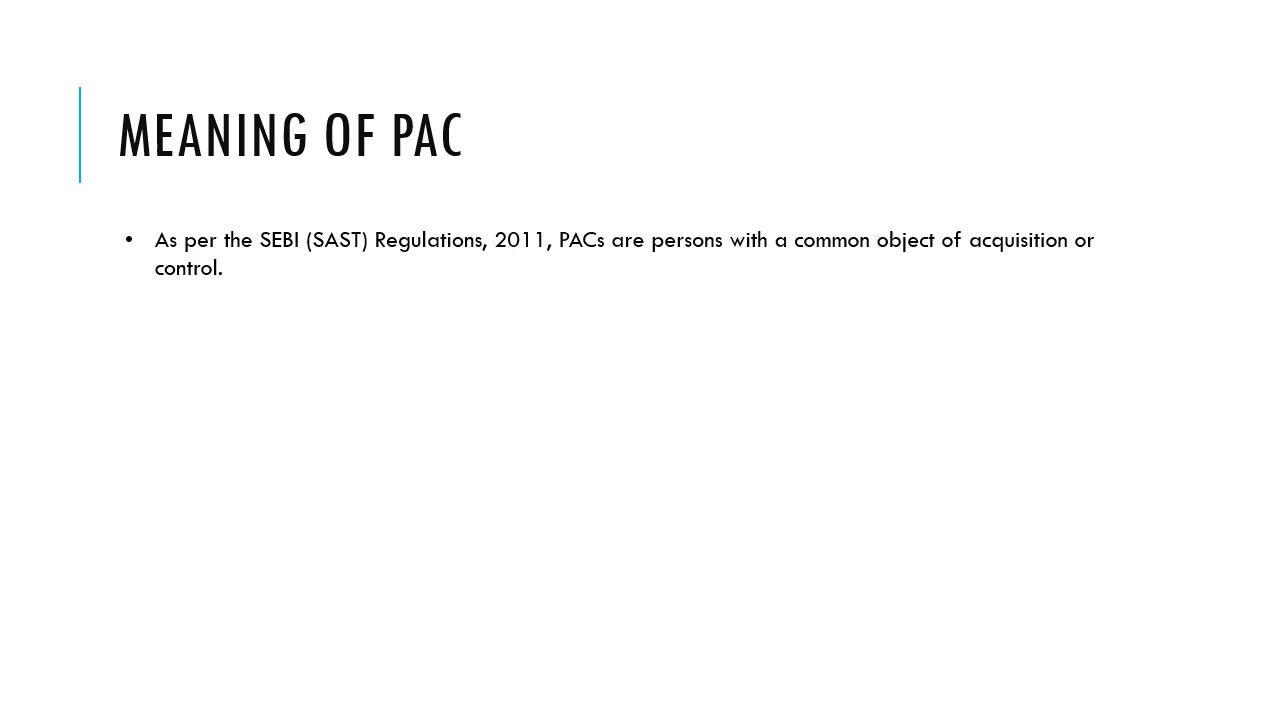 MEANING OF PAC
• As per the SEBI (SAST) Regulations, 2011, PACs are persons with a common object of acquisition or
control.